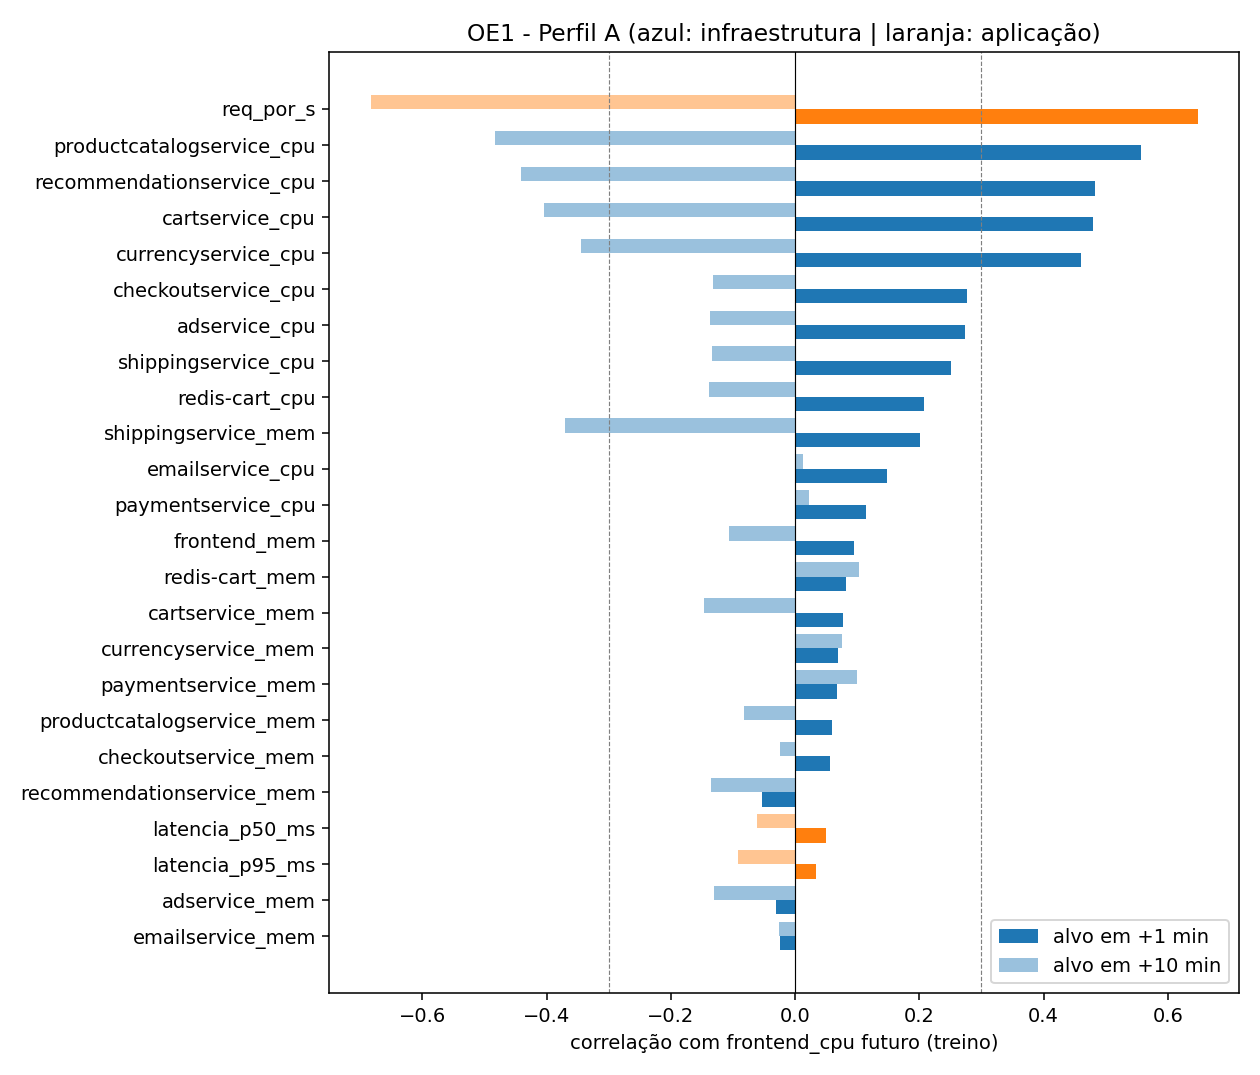 OE1 - Perfil A (azul: infraestrutura | laranja: aplicação)
req_por_s
productcatalogservice_cpu
recommendationservice_cpu
cartservice_cpu
currencyservice_cpu
checkoutservice_cpu
adservice_cpu
shippingservice_cpu
redis-cart_cpu
shippingservice_mem
emailservice_cpu
paymentservice_cpu
frontend_mem
redis-cart_mem
cartservice_mem
currencyservice_mem
paymentservice_mem
productcatalogservice_mem
checkoutservice_mem
recommendationservice_mem
latencia_p50_ms
latencia_p95_ms
adservice_mem
emailservice_mem
alvo em +1 min
alvo em +10 min
−0.6 −0.4 −0.2 0.0 0.2 0.4 0.6
correlação com frontend_cpu futuro (treino)